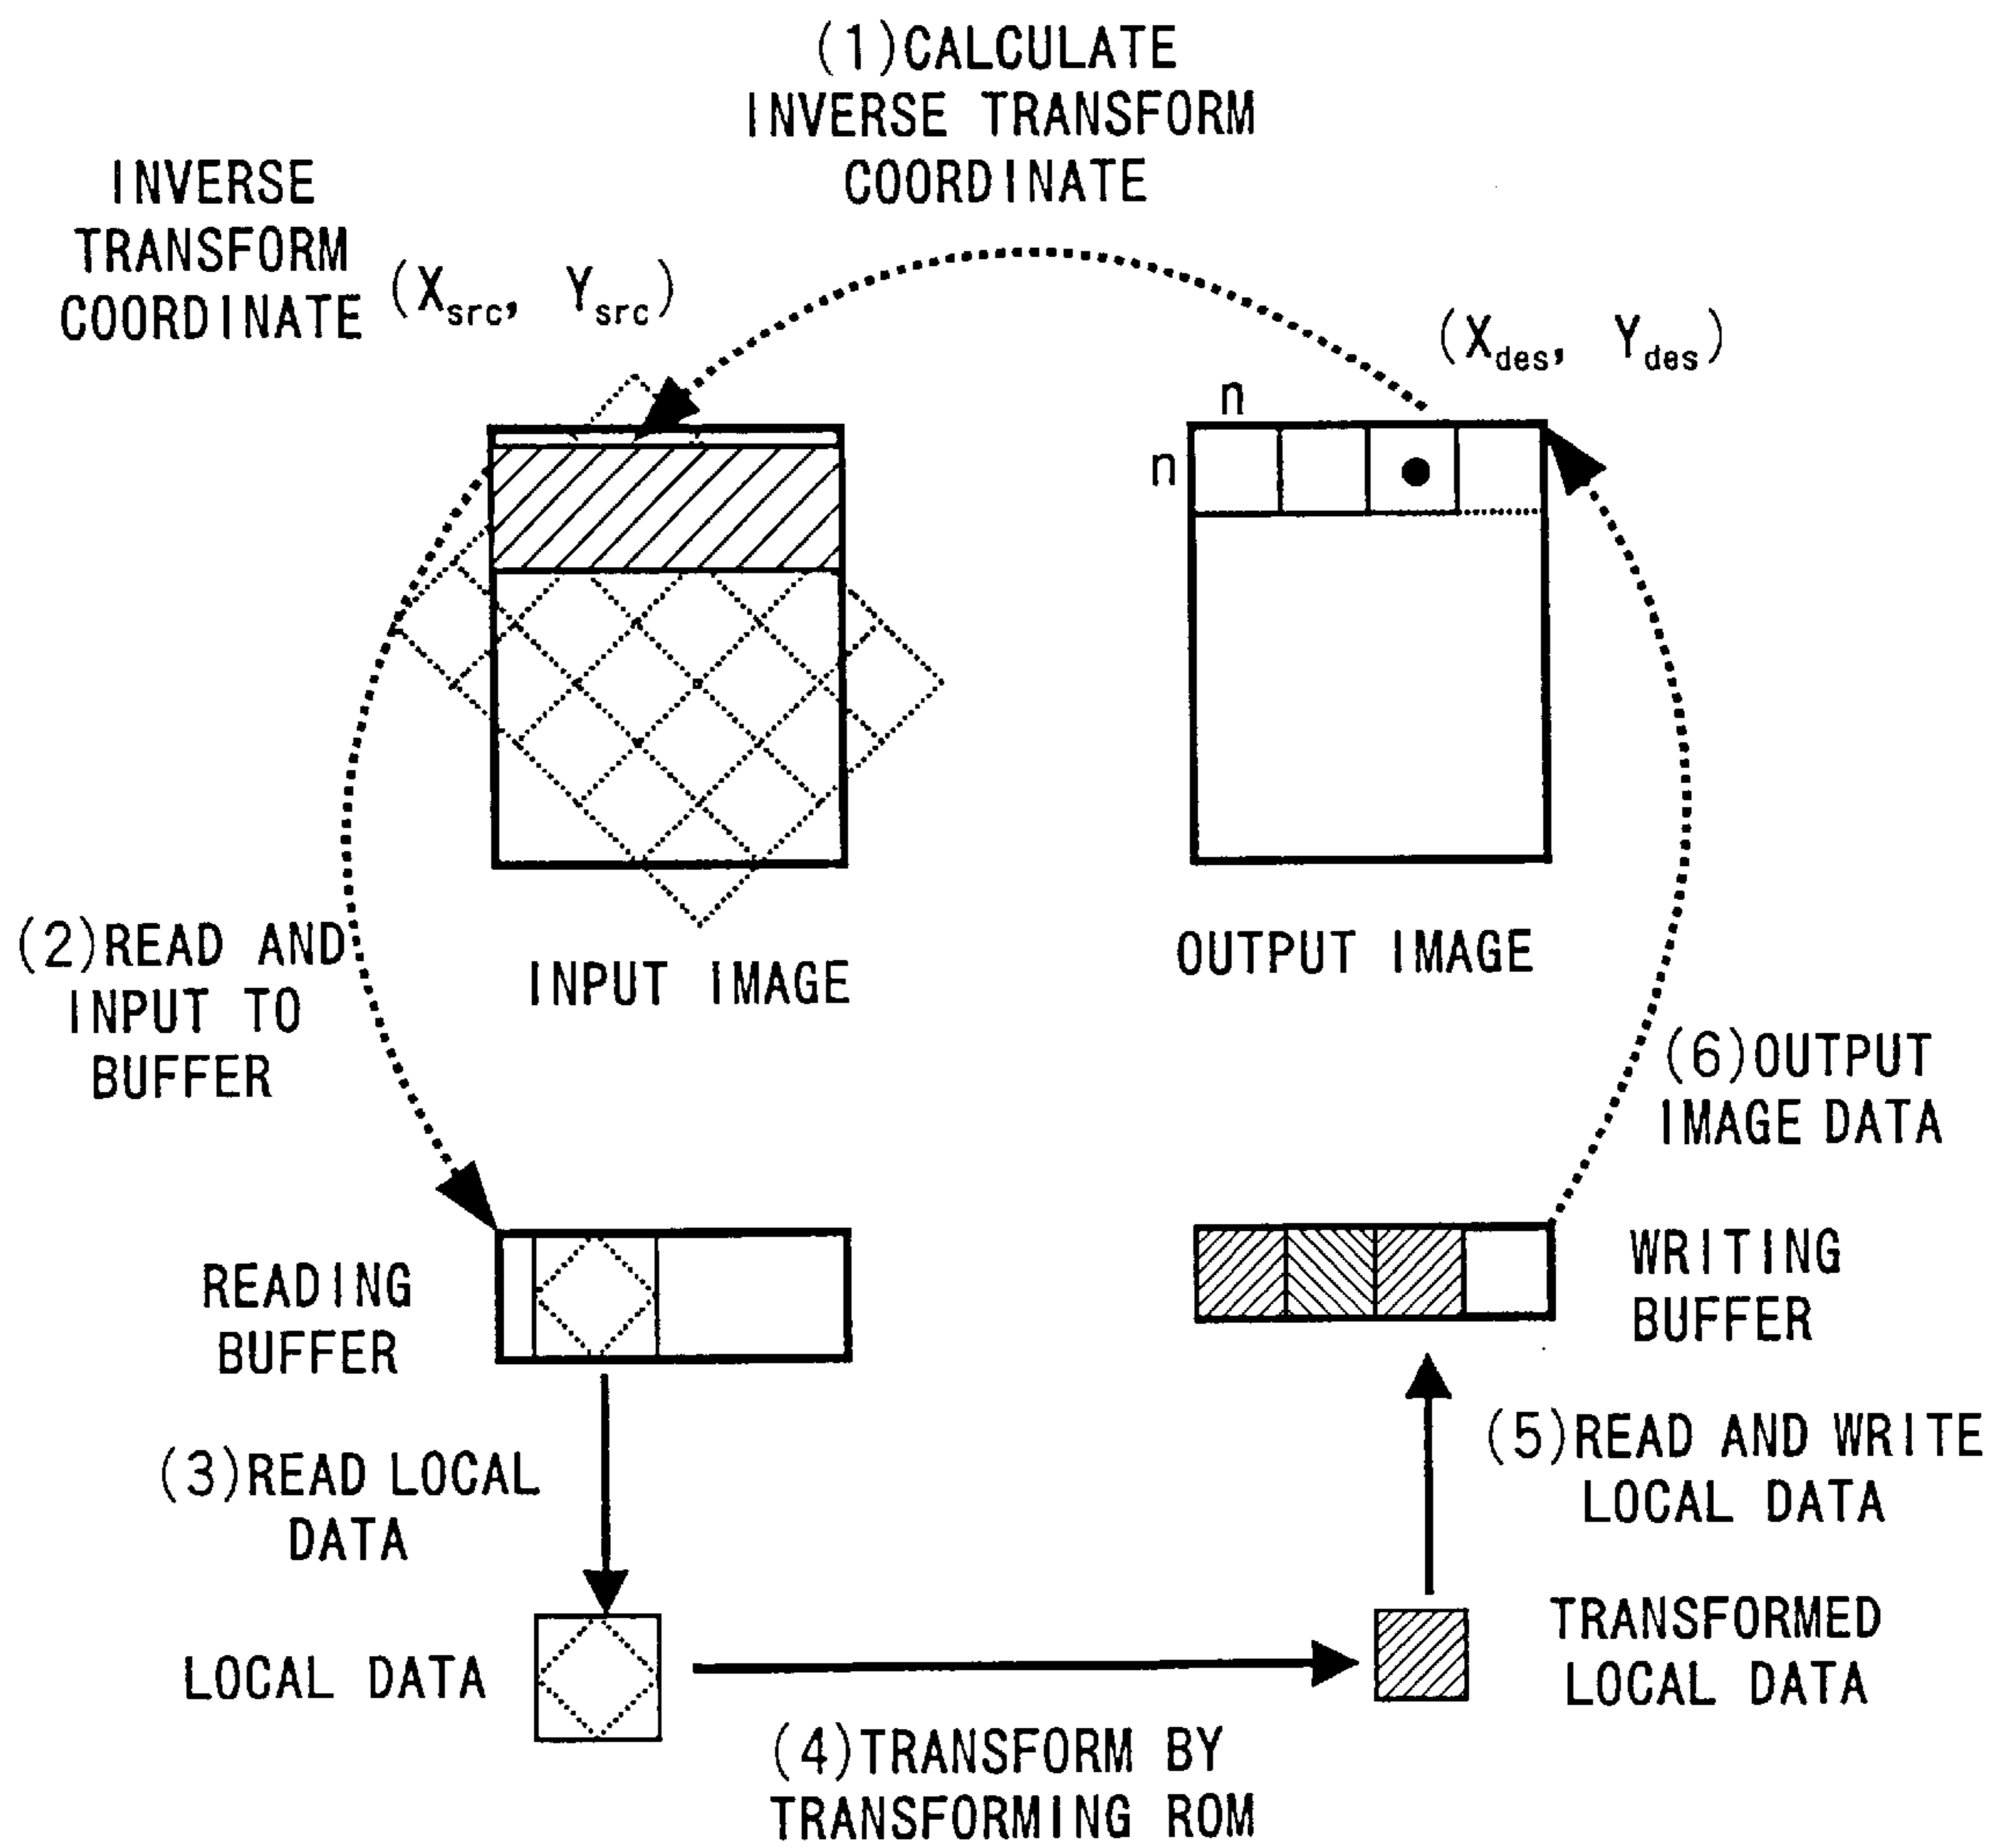 (1)CALCULATE
INVERSE TRANSFORM
COORDINATE
INVERSE
TRANSFORM
COORDINATE
(Xsrc, Ysrc)
(Xdes, Ydes)
n
n
(2)READ AND
INPUT TO
BUFFER
INPUT IMAGE
OUTPUT IMAGE
(6)OUTPUT
IMAGE DATA
READING
BUFFER
WRITING
BUFFER
(3)READ LOCAL
DATA
(5)READ AND WRITE
LOCAL DATA
LOCAL DATA
TRANSFORMED
LOCAL DATA
(4)TRANSFORM BY
TRANSFORMING ROM